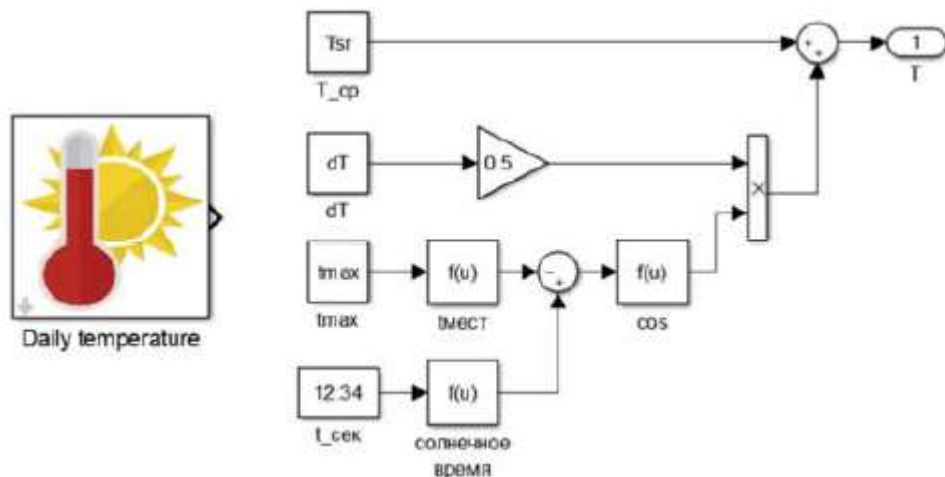 Tsr
T_ср
1
T
dT
0.5
dT
×
Daily temperature
tmax
f(u)
f(u)
tmax
tмест
cos
12:34
t_сек
f(u)
солнечное
время